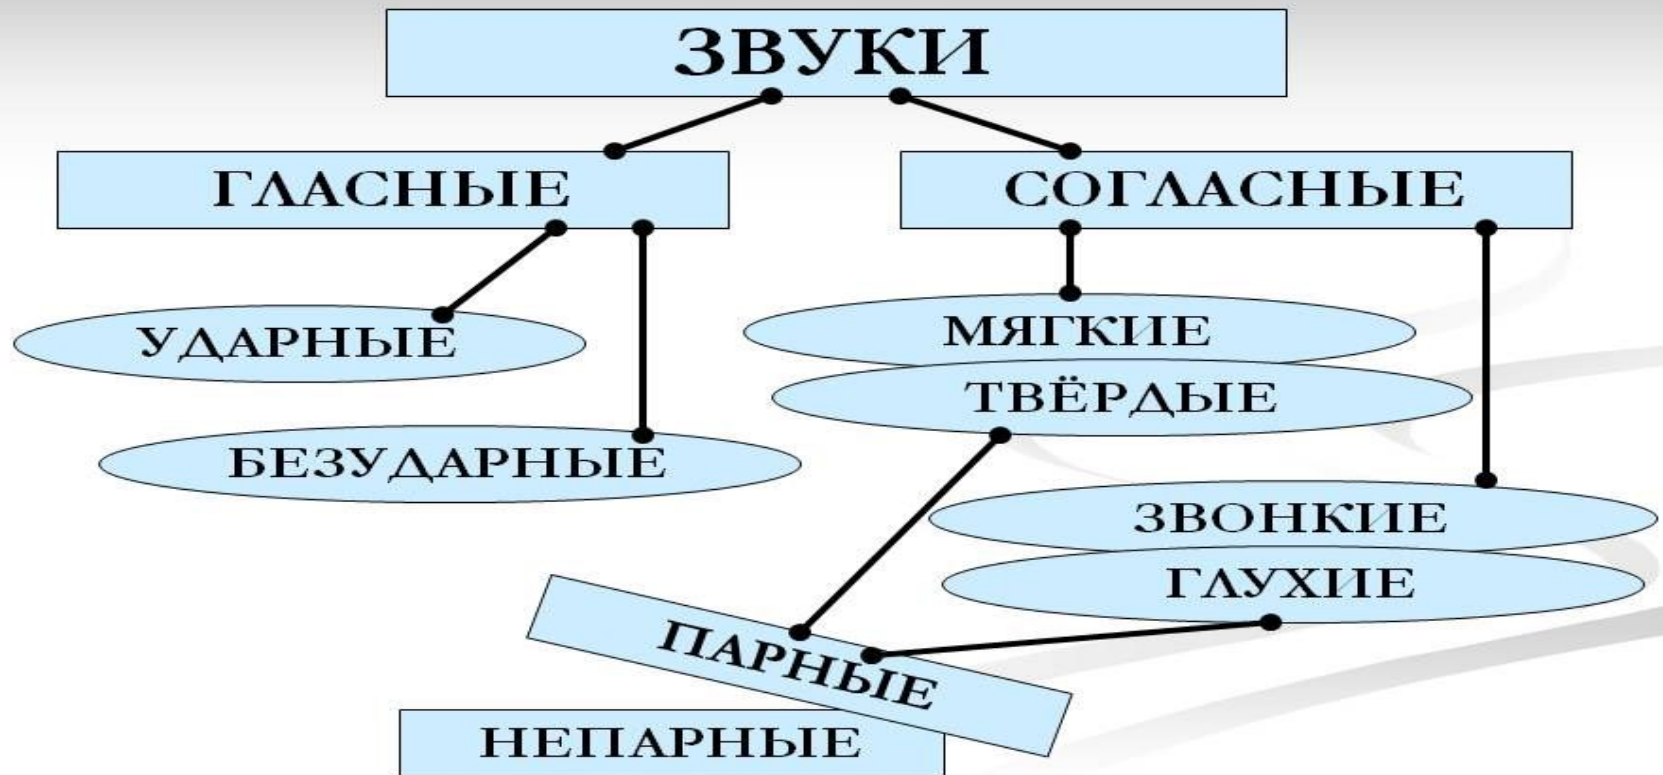 ЗВУКИ
ГЛАСНЫЕ
СОГЛАСНЫЕ
УДАРНЫЕ
МЯГКИЕ
ТВЁРДЫЕ
БЕЗУДАРНЫЕ
ЗВОНКИЕ
ГЛУХИЕ
ПАРНЫЕ
НЕПАРНЫЕ